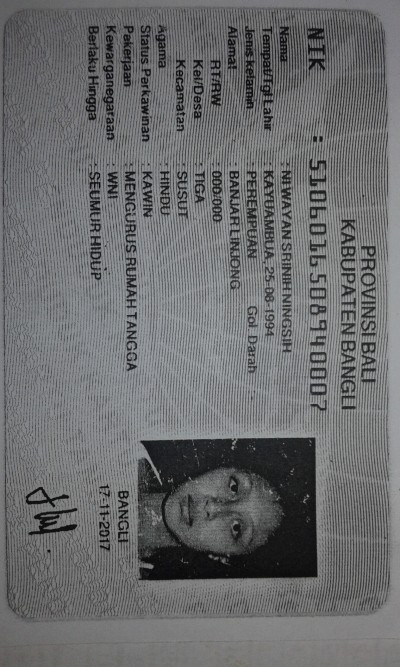 PROVINSI BALI
KABUPATEN BANGLI
NIK : 5106016508940007
Nama : NI WAYAN SRINIH NINGSIH
Tempat/Tgl Lahir : KAYUAMBUA, 25-08-1994
Jenis kelamin : PEREMPUAN Gol. Darah : -
Alamat : BANJAR LINJONG
RT/RW : 000/000
Kel/Desa : TIGA
Kecamatan : SUSUT
Agama : HINDU
Status Perkawinan : KAWIN
Pekerjaan : MENGURUS RUMAH TANGGA
Kewarganegaraan : WNI
Berlaku Hingga : SEUMUR HIDUP
BANGLI
17-11-2017